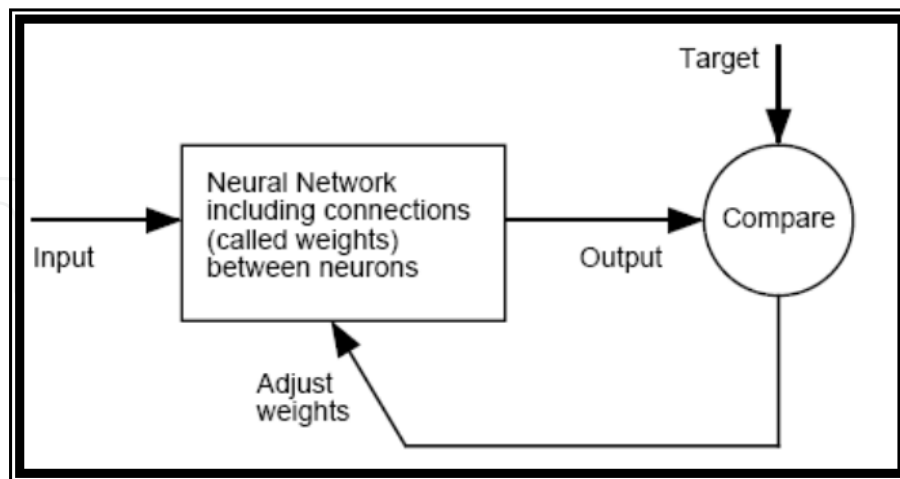 Target
Neural Network
including connections
(called weights)
between neurons
Compare
Input
Output
Adjust
weights